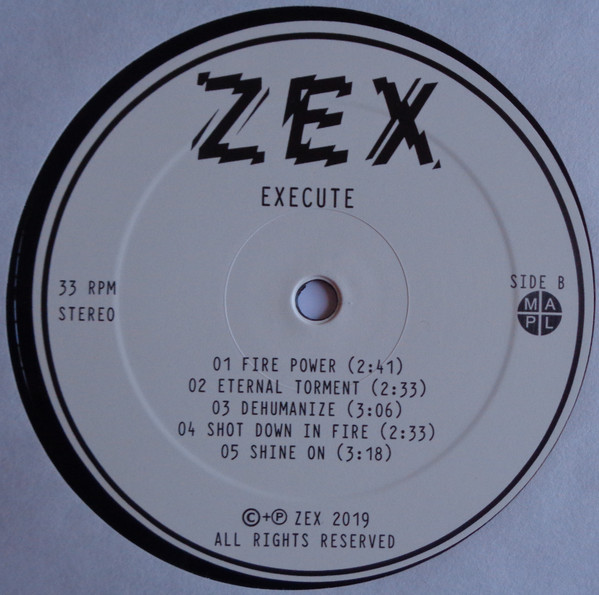 ZEX
EXECUTE
33 RPM
STEREO
SIDE B
M A
P L
01 FIRE POWER (2:41)
02 ETERNAL TORMENT (2:33)
03 DEHUMANIZE (3:06)
04 SHOT DOWN IN FIRE (2:33)
05 SHINE ON (3:18)
©+℗ ZEX 2019
ALL RIGHTS RESERVED